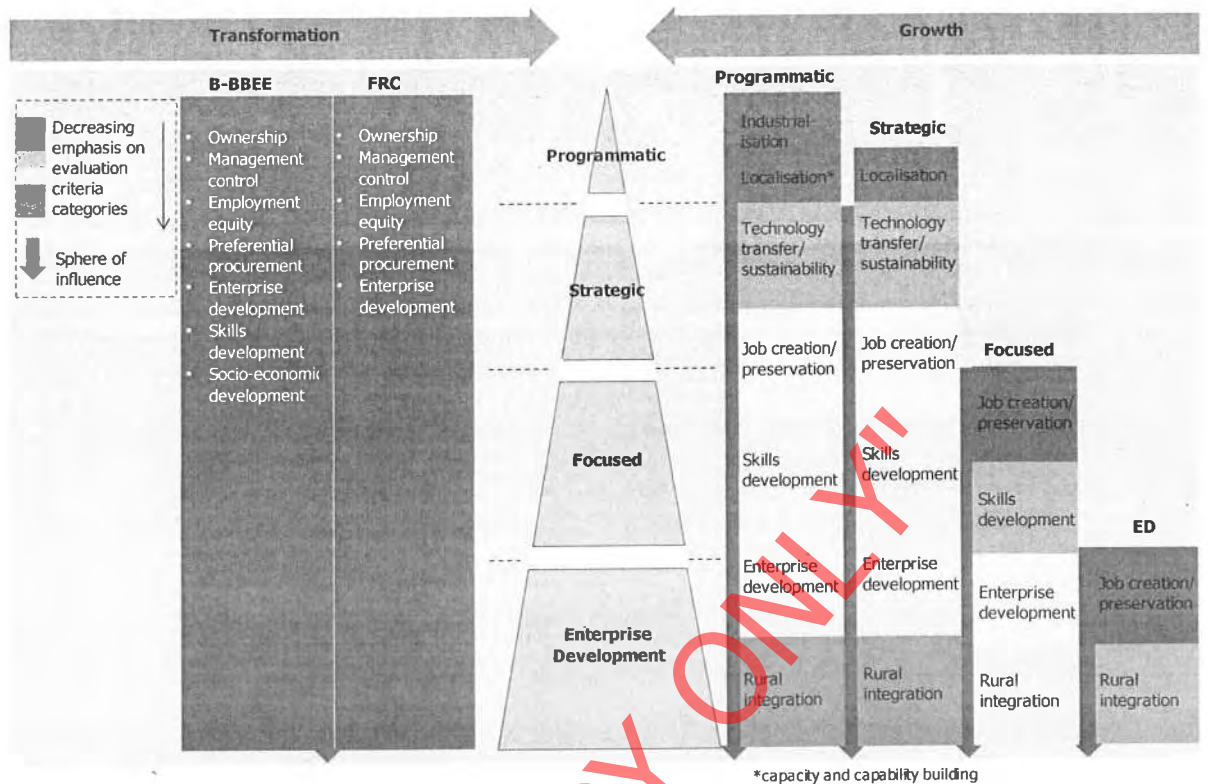 Transformation
Growth
B-BBEE
FRC
Decreasing
emphasis on
evaluation
criteria
categories
Sphere of
influence
• Ownership
• Management
control
• Employment
equity
• Preferential
procurement
• Enterprise
development
• Skills
development
• Socio-economic
development
• Ownership
• Management
control
• Employment
equity
• Preferential
procurement
• Enterprise
development
Programmatic
Strategic
Focused
Enterprise
Development
Programmatic
Industrial-
isation
Localisation*
Technology
transfer/
sustainability
Job creation/
preservation
Skills
development
Enterprise
development
Rural
integration
Strategic
Localisation
Technology
transfer/
sustainability
Job creation/
preservation
Skills
development
Enterprise
development
Rural
integration
Focused
Job creation/
preservation
Skills
development
Enterprise
development
Rural
integration
ED
Job creation/
preservation
Rural
integration
*capacity and capability building
Y ONLY"